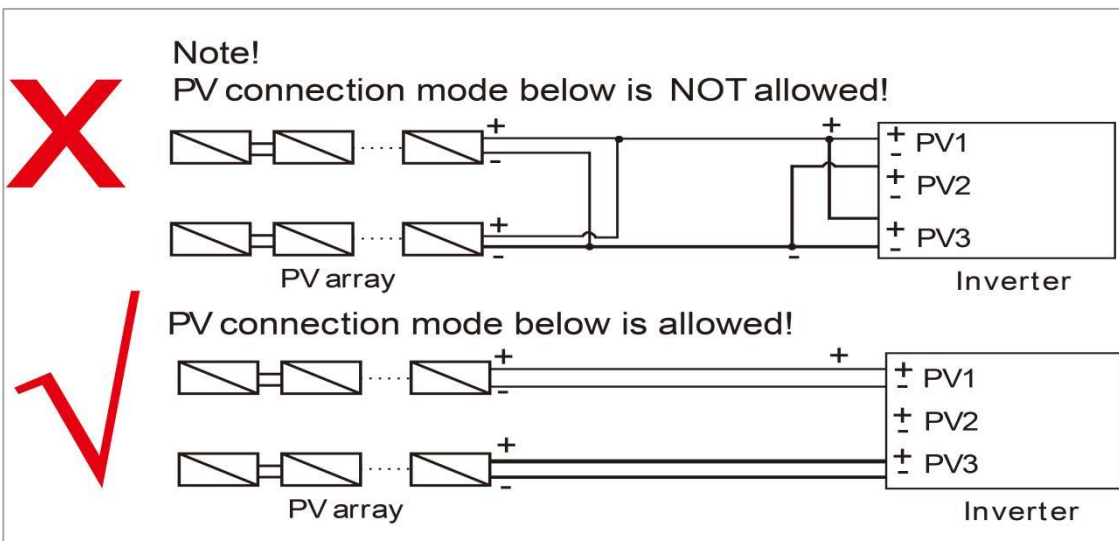 Note!
PV connection mode below is NOT allowed!
+ +
- 
+ PV1
-
+ PV2
-
+
- -
+ PV3
-
PV array
Inverter
PV connection mode below is allowed!
+ +
-
+ PV1
-
+ PV2
-
+
-
+ PV3
-
PV array
Inverter